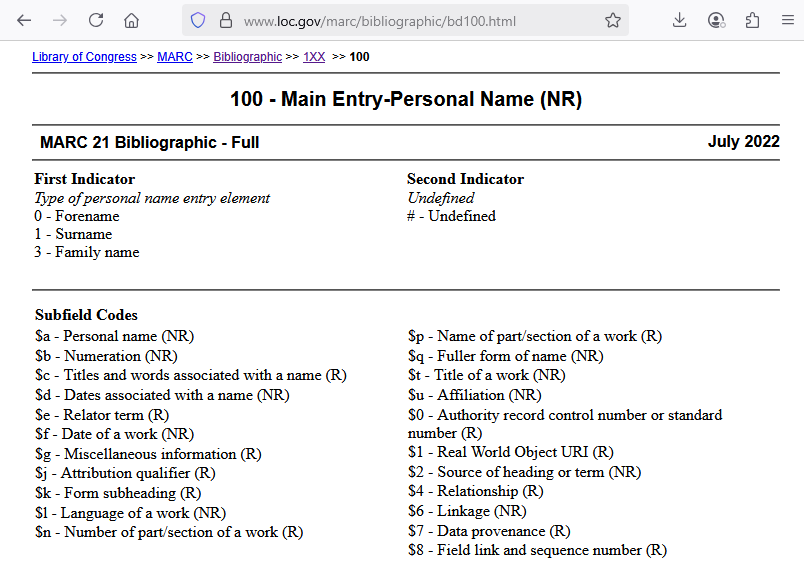 www.loc.gov/marc/bibliographic/bd100.html
Library of Congress >> MARC >> Bibliographic >> 1XX >> 100
100 - Main Entry-Personal Name (NR)
MARC 21 Bibliographic - Full
July 2022
First Indicator
Type of personal name entry element
0 - Forename
1 - Surname
3 - Family name
Second Indicator
Undefined
# - Undefined
Subfield Codes
$a - Personal name (NR)
$b - Numeration (NR)
$c - Titles and words associated with a name (R)
$d - Dates associated with a name (NR)
$e - Relator term (R)
$f - Date of a work (NR)
$g - Miscellaneous information (R)
$j - Attribution qualifier (R)
$k - Form subheading (R)
$l - Language of a work (NR)
$n - Number of part/section of a work (R)
$p - Name of part/section of a work (R)
$q - Fuller form of name (NR)
$t - Title of a work (NR)
$u - Affiliation (NR)
$0 - Authority record control number or standard
number (R)
$1 - Real World Object URI (R)
$2 - Source of heading or term (NR)
$4 - Relationship (R)
$6 - Linkage (NR)
$7 - Data provenance (R)
$8 - Field link and sequence number (R)